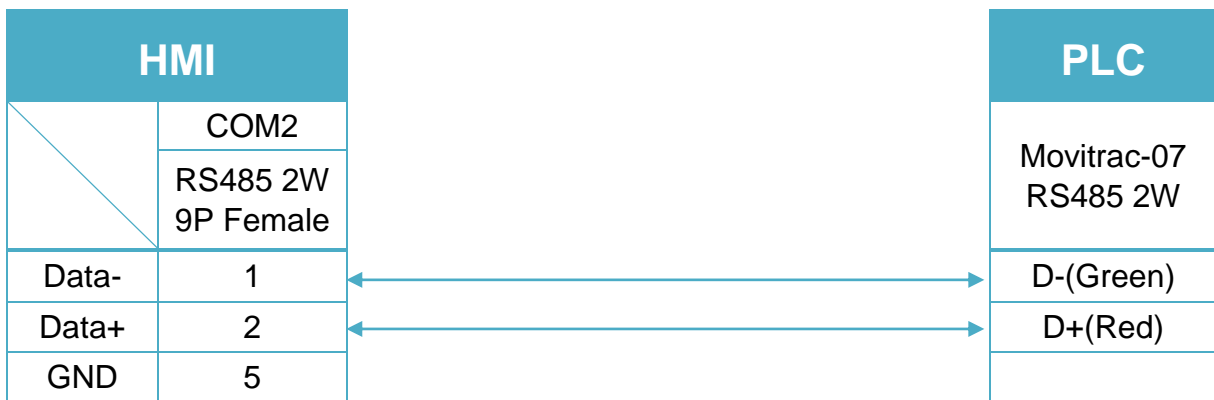 HMI
PLC
COM2
RS485 2W
9P Female
Movitrac-07
RS485 2W
Data-
1
D-(Green)
Data+
2
D+(Red)
GND
5